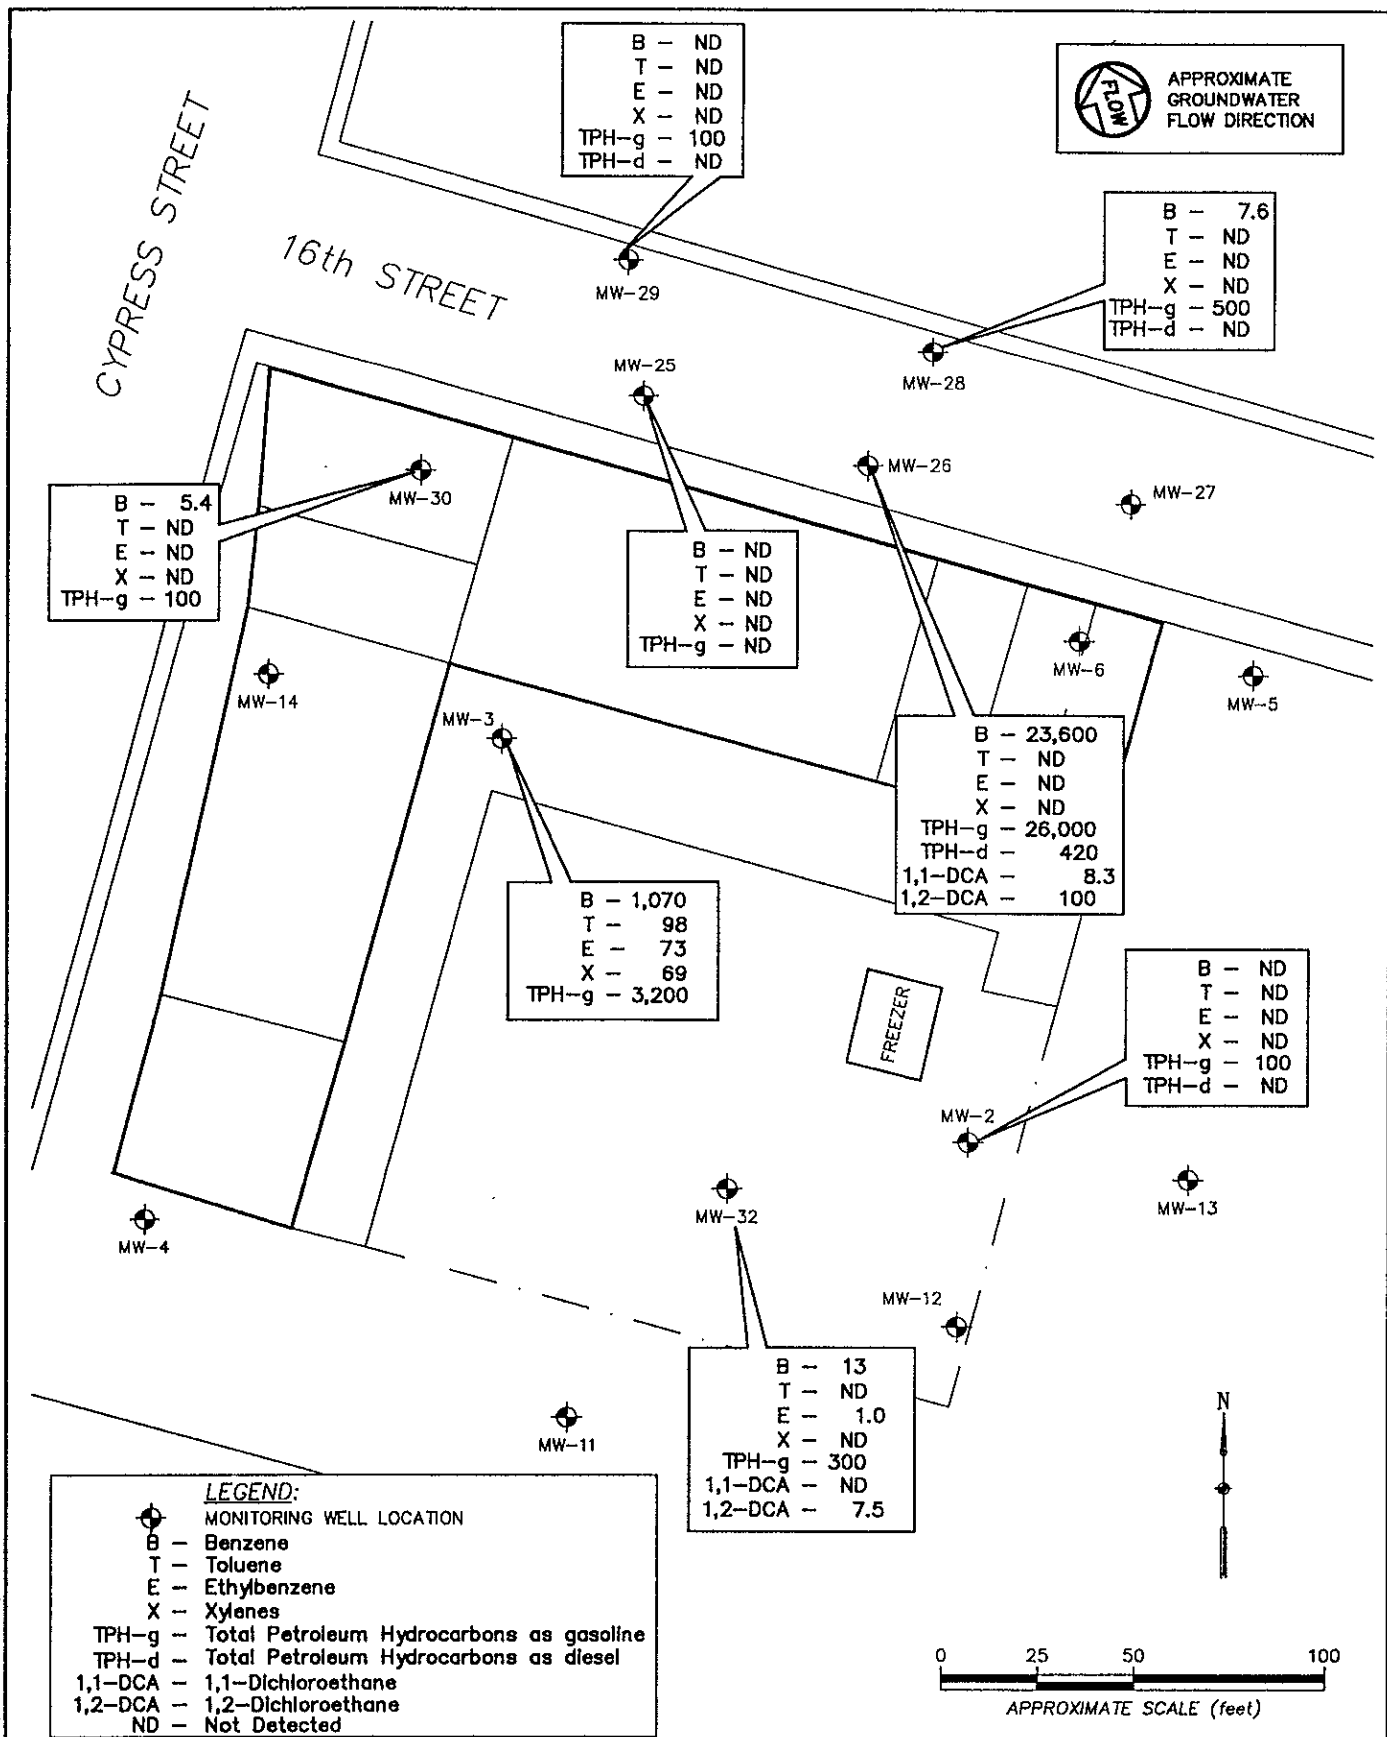 B – ND
T – ND
E – ND
X – ND
TPH–g – 100
TPH–d – ND
FLOW
APPROXIMATE
GROUNDWATER
FLOW DIRECTION
CYPRESS STREET
16th STREET
MW–29
B – 7.6
T – ND
E – ND
X – ND
TPH–g – 500
TPH–d – ND
MW–28
MW–25
MW–26
MW–27
MW–30
B – 5.4
T – ND
E – ND
X – ND
TPH–g – 100
B – ND
T – ND
E – ND
X – ND
TPH–g – ND
MW–6
MW–5
MW–14
MW–3
B – 23,600
T – ND
E – ND
X – ND
TPH–g – 26,000
TPH–d – 420
1,1–DCA – 8.3
1,2–DCA – 100
B – 1,070
T – 98
E – 73
X – 69
TPH–g – 3,200
FREEZER
B – ND
T – ND
E – ND
X – ND
TPH–g – 100
TPH–d – ND
MW–2
MW–13
MW–32
MW–4
MW–12
B – 13
T – ND
E – 1.0
X – ND
TPH–g – 300
1,1–DCA – ND
1,2–DCA – 7.5
MW–11
N
LEGEND:
MONITORING WELL LOCATION
B – Benzene
T – Toluene
E – Ethylbenzene
X – Xylenes
TPH–g – Total Petroleum Hydrocarbons as gasoline
TPH–d – Total Petroleum Hydrocarbons as diesel
1,1–DCA – 1,1–Dichloroethane
1,2–DCA – 1,2–Dichloroethane
ND – Not Detected
0 25 50 100
APPROXIMATE SCALE (feet)